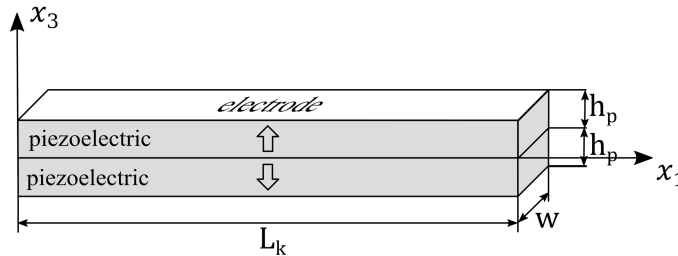 x₃
electrode
piezoelectric
piezoelectric
hₚ
hₚ
x₁
w
Lₖ